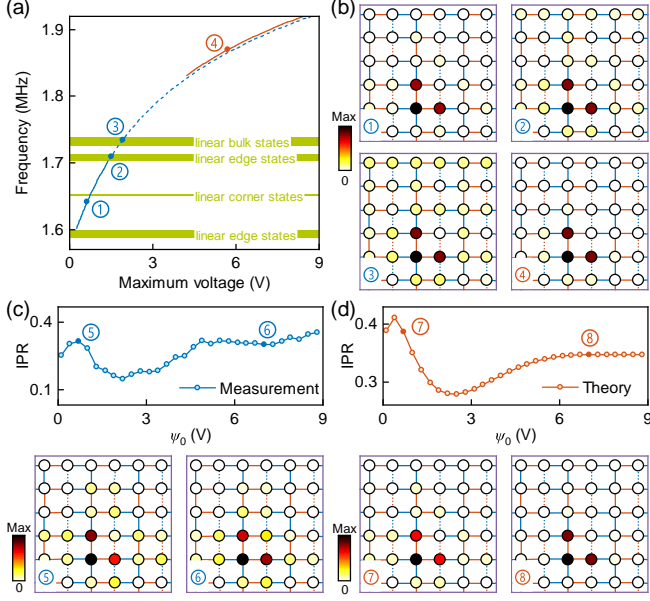 (a)
Frequency (MHz)
1.9
1.8
1.7
1.6
④
③
②
①
linear bulk states
linear edge states
linear corner states
linear edge states
0 3 6 9
Maximum voltage (V)
(b)
Max
0
① ②
③ ④
(c)
IPR
0.4
0.1
⑤ ⑥
Measurement
0 3 6 9
ψ0 (V)
Max
0
⑤ ⑥
(d)
IPR
0.4
0.3
⑦ ⑧
Theory
0 3 6 9
ψ0 (V)
Max
0
⑦ ⑧